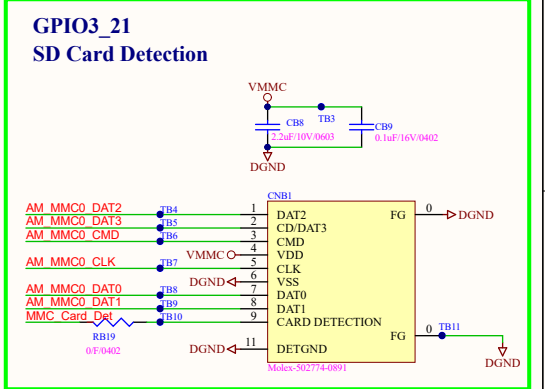 GPIO3_21
SD Card Detection
VMMC
CB8
TB3
CB9
2.2uF/10V/0603
0.1uF/16V/0402
DGND
CNB1
AM_MMC0_DAT2 TB4 1 DAT2 FG 0 DGND
AM_MMC0_DAT3 TB5 2 CD/DAT3
AM_MMC0_CMD TB6 3 CMD
VMMC 4 VDD
AM_MMC0_CLK TB7 5 CLK
DGND 6 VSS
AM_MMC0_DAT0 TB8 7 DAT0
AM_MMC0_DAT1 TB9 8 DAT1
MMC_Card_Det TB10 9 CARD DETECTION
RB19
0/F/0402
FG 0 TB11
DGND 11 DETGND
DGND
Molex-502774-0891